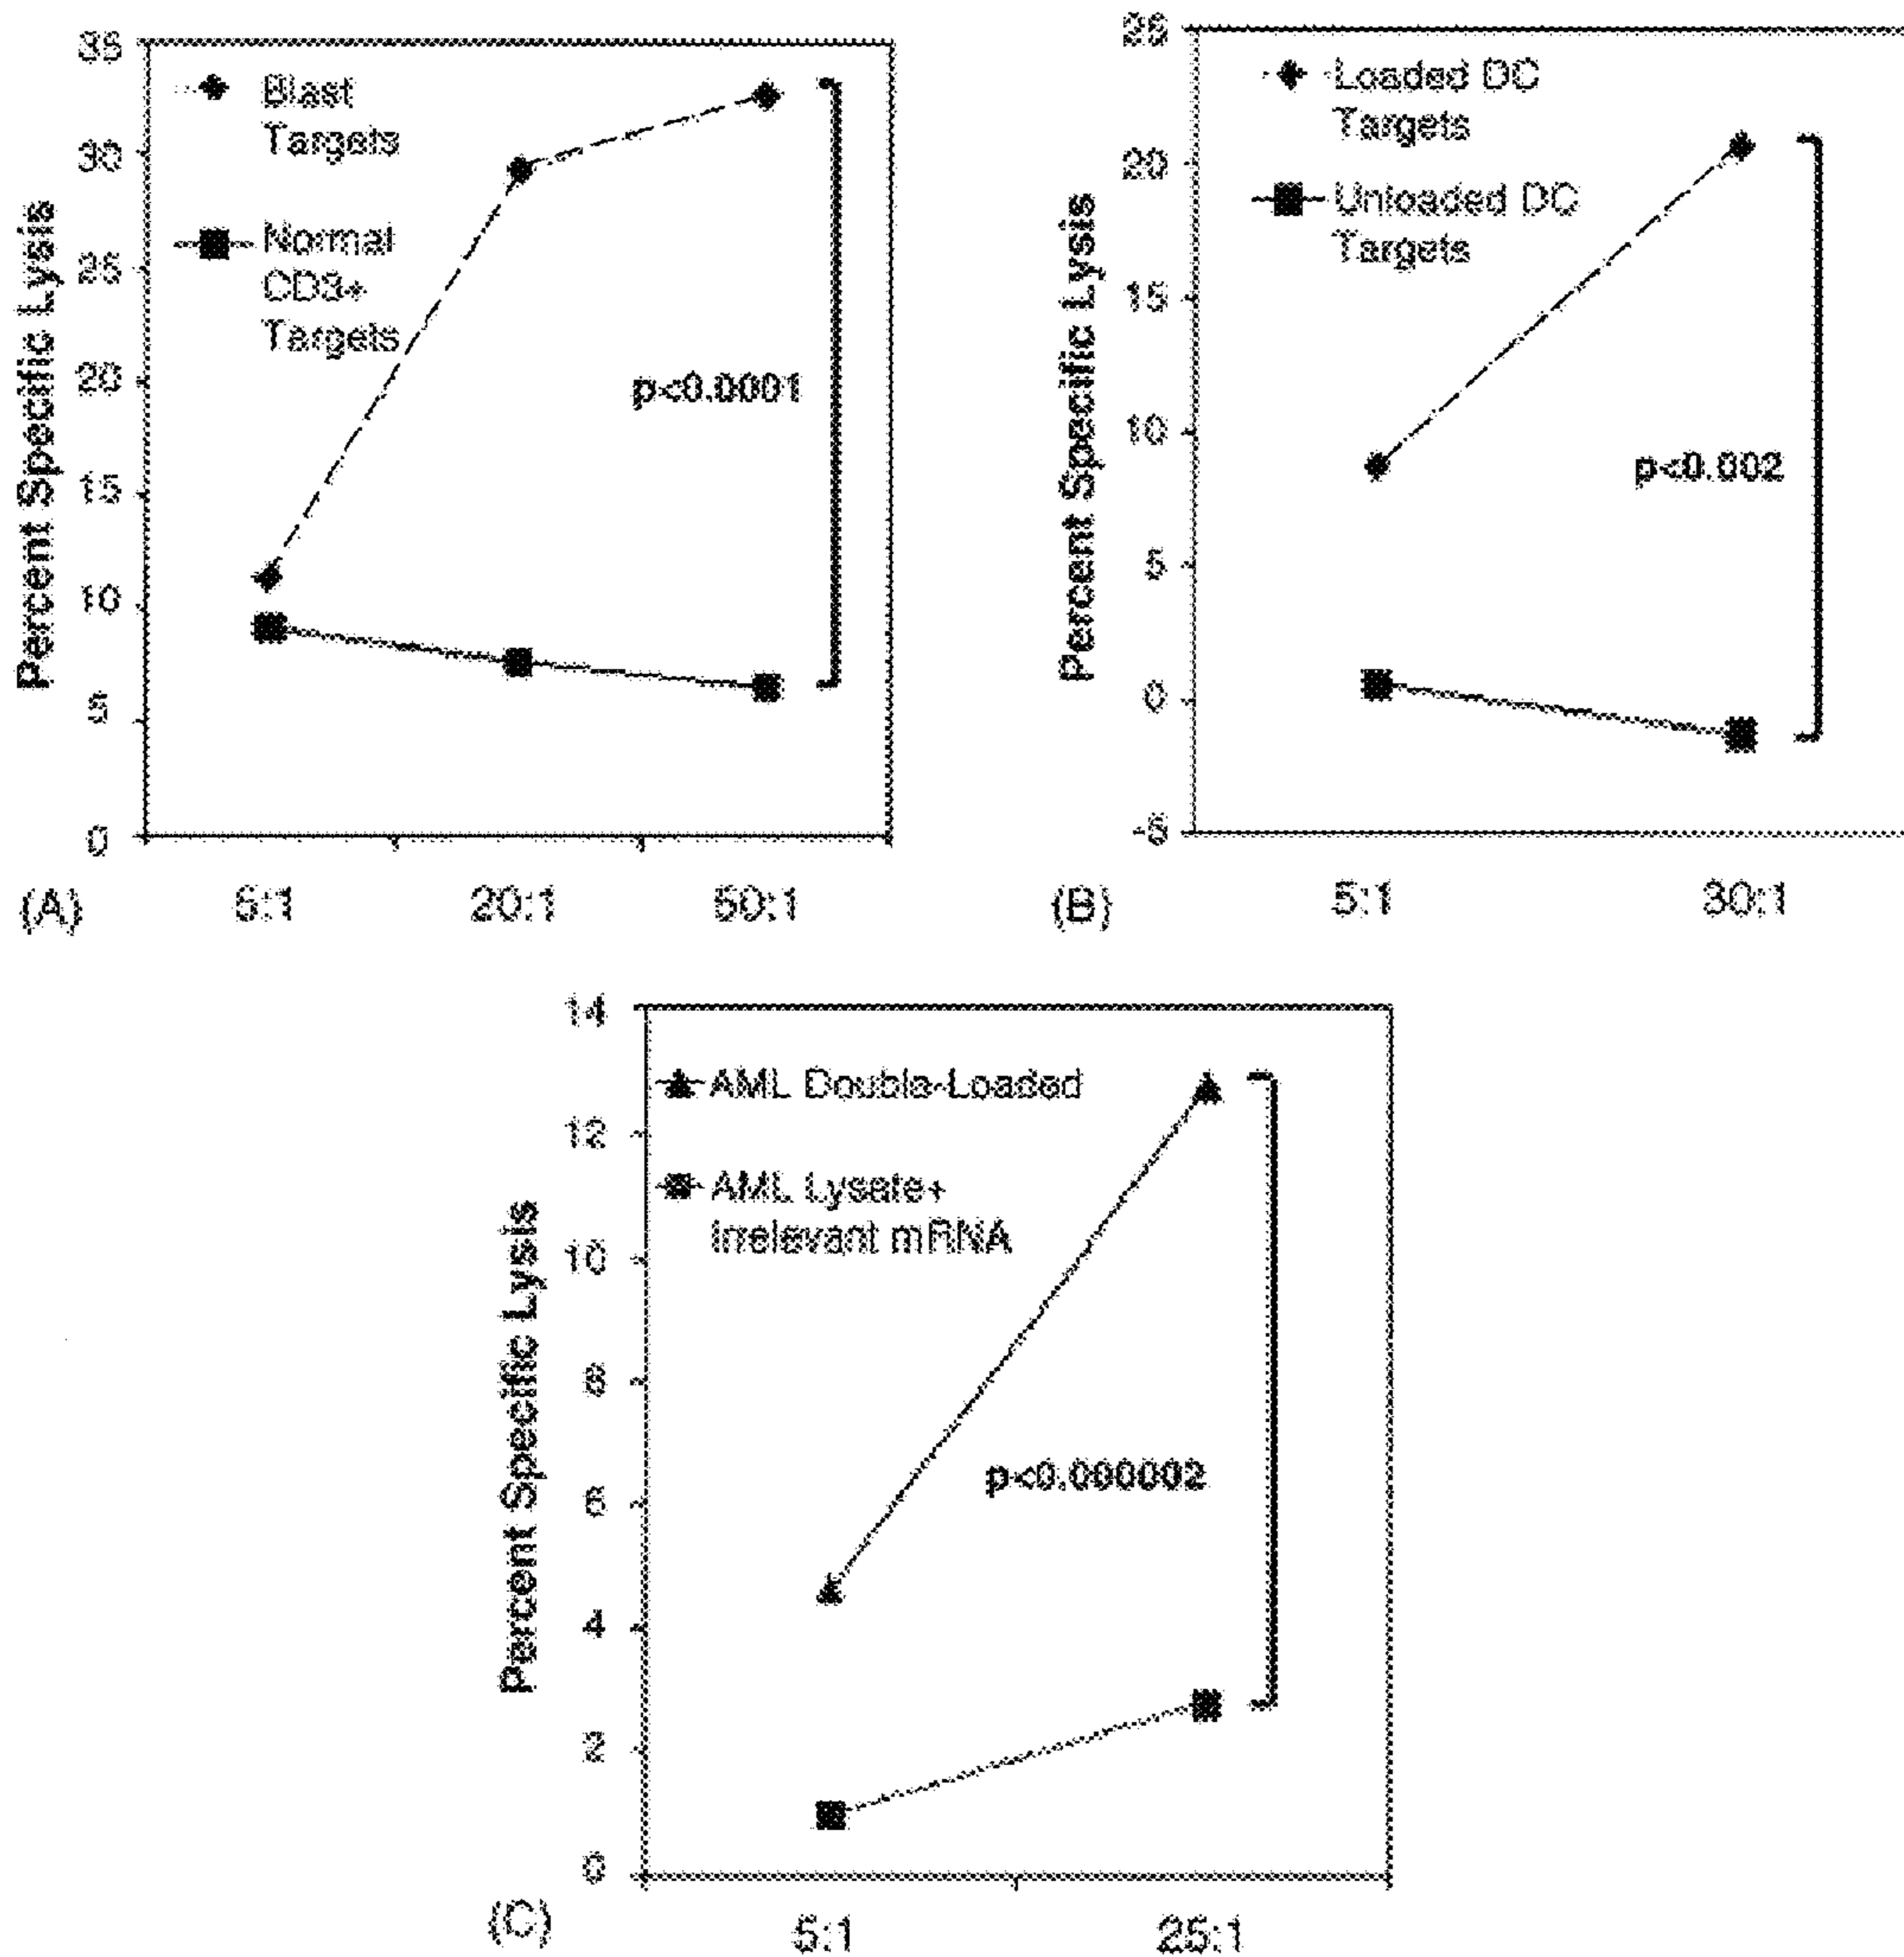 Percent Specific Lysis
35
30
25
20
15
10
5
0
Blast
Targets
Normal
CD3+
Targets
p<0.0001
(A)
5:1
20:1
50:1
Percent Specific Lysis
25
20
15
10
5
0
-5
Loaded DC
Targets
Unloaded DC
Targets
p<0.002
(B)
5:1
30:1
Percent Specific Lysis
14
12
10
8
6
4
2
0
AML Double-Loaded
AML Lysate+
Irrelevant mRNA
p<0.000002
(C)
5:1
25:1